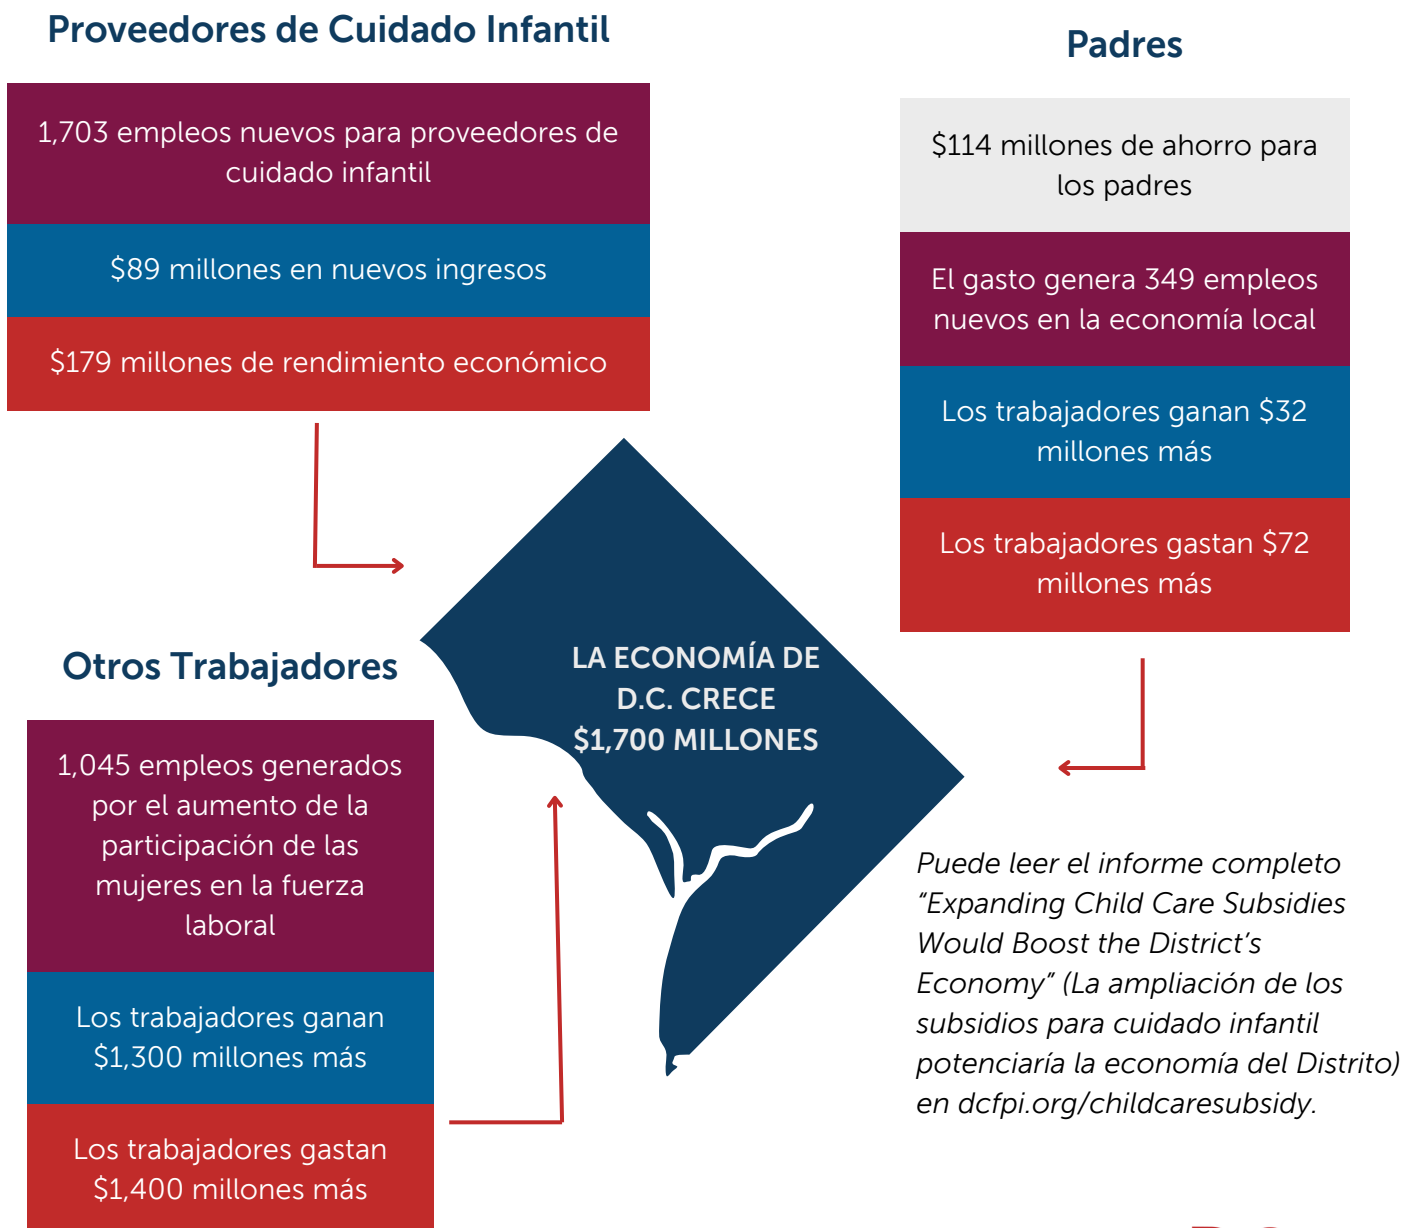 Proveedores de Cuidado Infantil
1,703 empleos nuevos para proveedores de
cuidado infantil
$89 millones en nuevos ingresos
$179 millones de rendimiento económico
Padres
$114 millones de ahorro para
los padres
El gasto genera 349 empleos
nuevos en la economía local
Los trabajadores ganan $32
millones más
Los trabajadores gastan $72
millones más
Otros Trabajadores
1,045 empleos generados
por el aumento de la
participación de las
mujeres en la fuerza
laboral
Los trabajadores ganan
$1,300 millones más
Los trabajadores gastan
$1,400 millones más
LA ECONOMÍA DE
D.C. CRECE
$1,700 MILLONES
Puede leer el informe completo
“Expanding Child Care Subsidies
Would Boost the District’s
Economy” (La ampliación de los
subsidios para cuidado infantil
potenciaría la economía del Distrito)
en dcfpi.org/childcaresubsidy.